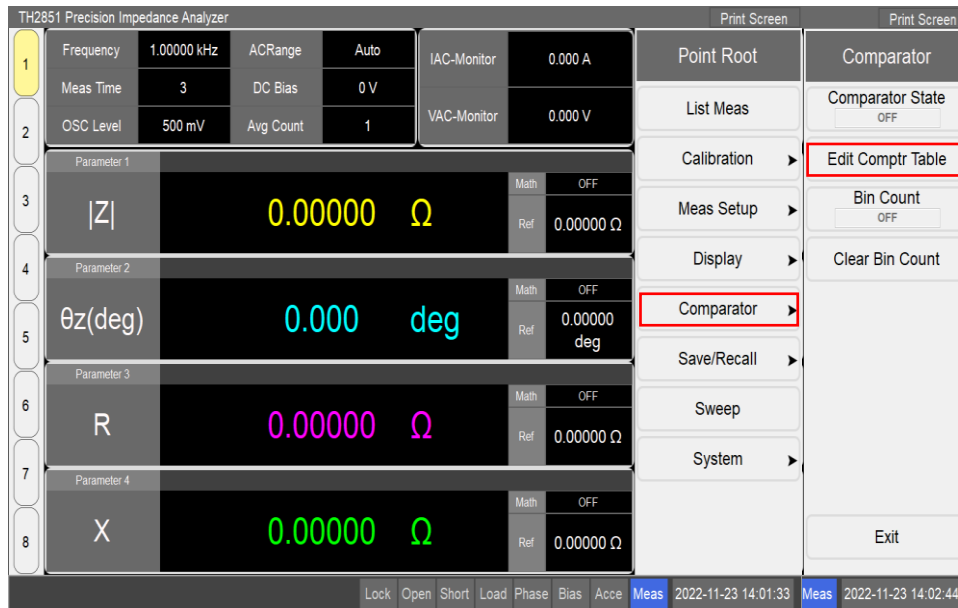 TH2851 Precision Impedance Analyzer
Print Screen
Print Screen
1
2
3
4
5
6
7
8
Frequency 1.00000 kHz ACRange Auto
Meas Time 3 DC Bias 0 V
OSC Level 500 mV Avg Count 1
IAC-Monitor 0.000 A
VAC-Monitor 0.000 V
Parameter 1
|Z| 0.00000 Ω
Math OFF
Ref 0.00000 Ω
Parameter 2
θz(deg) 0.000 deg
Math OFF
Ref 0.00000
deg
Parameter 3
R 0.00000 Ω
Math OFF
Ref 0.00000 Ω
Parameter 4
X 0.00000 Ω
Math OFF
Ref 0.00000 Ω
Point Root
List Meas
Calibration
Meas Setup
Display
Comparator
Save/Recall
Sweep
System
Comparator
Comparator State
OFF
Edit Comptr Table
Bin Count
OFF
Clear Bin Count
Exit
Lock Open Short Load Phase Bias Acce Meas 2022-11-23 14:01:33
Meas 2022-11-23 14:02:44